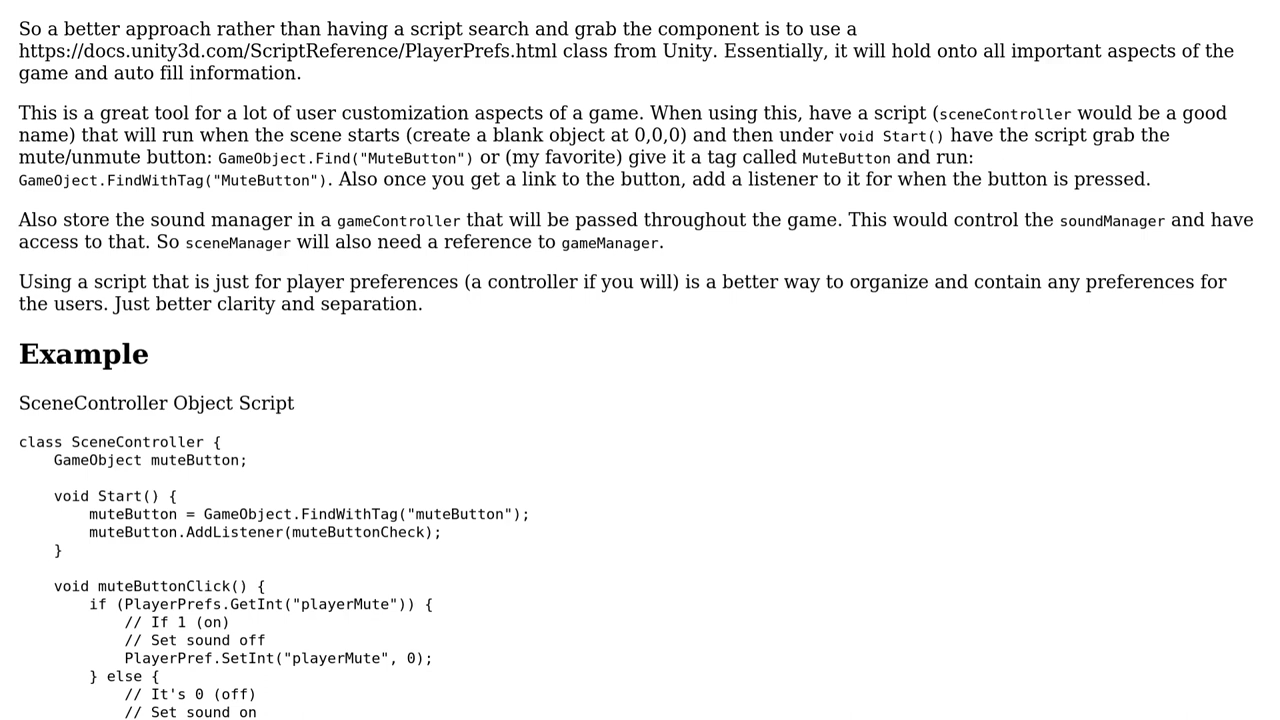 So a better approach rather than having a script search and grab the component is to use a
https://docs.unity3d.com/ScriptReference/PlayerPrefs.html class from Unity. Essentially, it will hold onto all important aspects of the
game and auto fill information.
This is a great tool for a lot of user customization aspects of a game. When using this, have a script (sceneController would be a good
name) that will run when the scene starts (create a blank object at 0,0,0) and then under void Start() have the script grab the
mute/unmute button: GameObject.Find("MuteButton") or (my favorite) give it a tag called MuteButton and run:
GameOject.FindWithTag("MuteButton"). Also once you get a link to the button, add a listener to it for when the button is pressed.
Also store the sound manager in a gameController that will be passed throughout the game. This would control the soundManager and have
access to that. So sceneManager will also need a reference to gameManager.
Using a script that is just for player preferences (a controller if you will) is a better way to organize and contain any preferences for
the users. Just better clarity and separation.
Example
SceneController Object Script
class SceneController {
    GameObject muteButton;
    void Start() {
        muteButton = GameObject.FindWithTag("muteButton");
        muteButton.AddListener(muteButtonCheck);
    }
    void muteButtonClick() {
        if (PlayerPrefs.GetInt("playerMute")) {
            // If 1 (on)
            // Set sound off
            PlayerPref.SetInt("playerMute", 0);
        } else {
            // It's 0 (off)
            // Set sound on